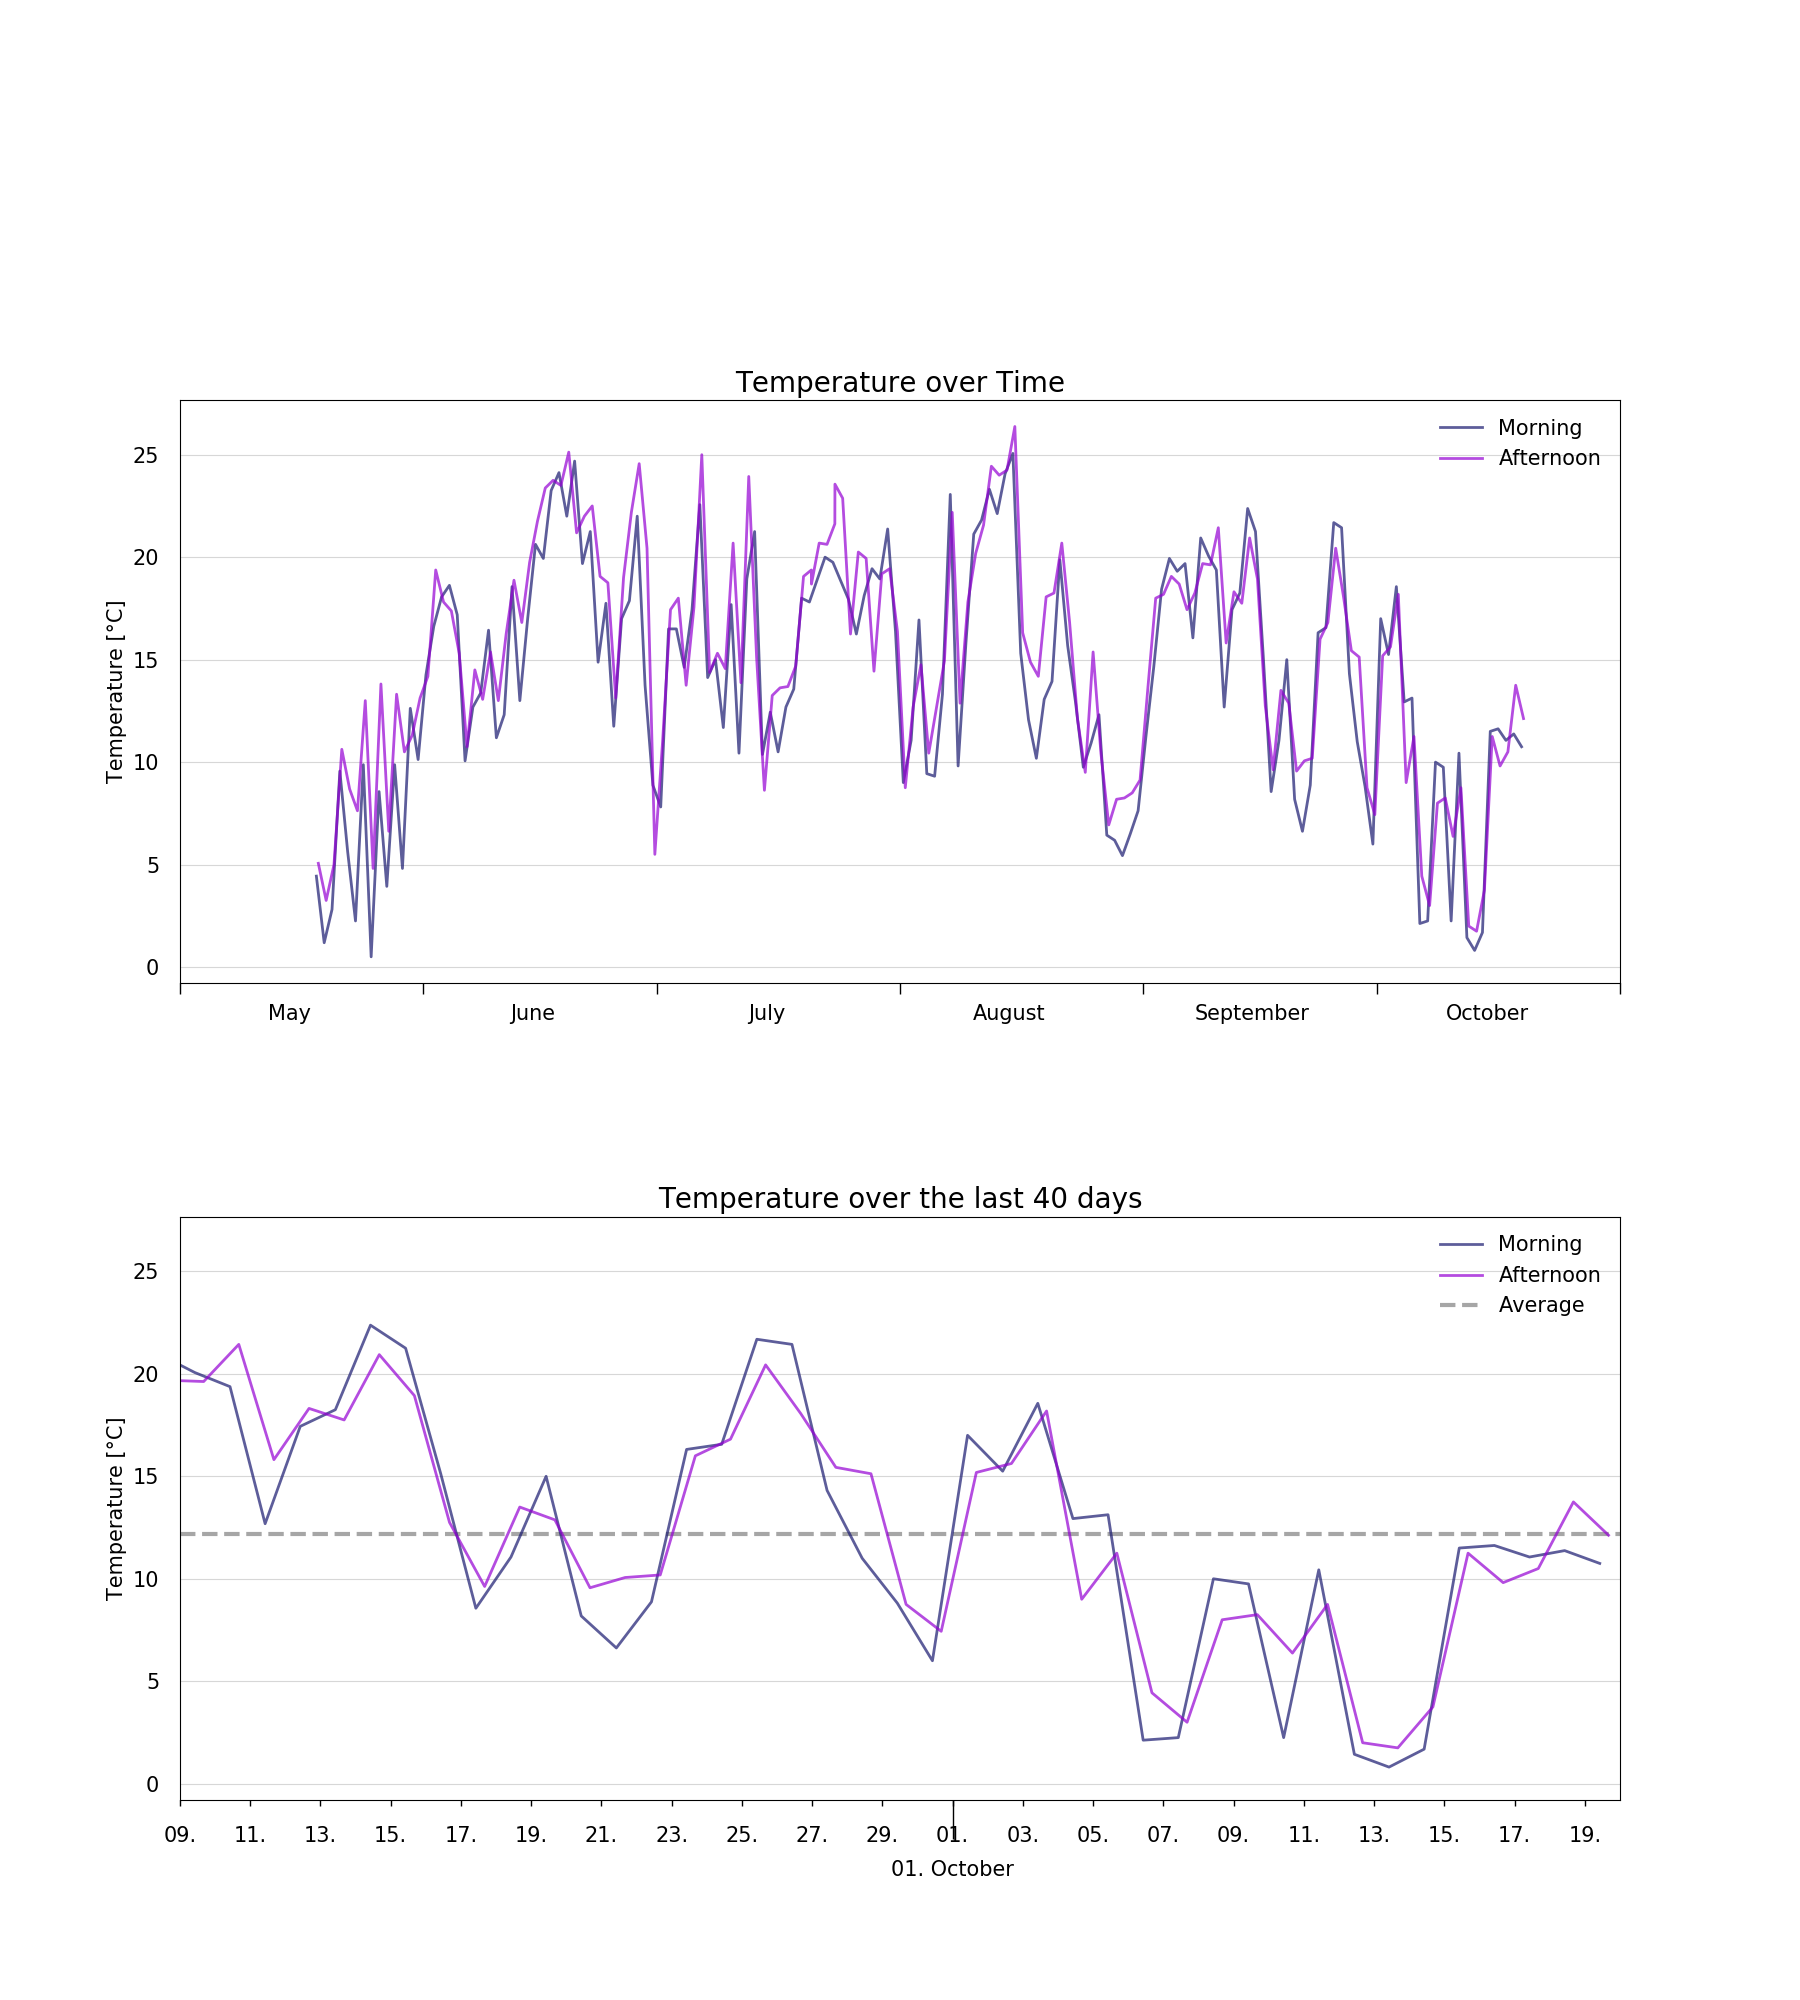 Temperature over Time
Morning
Afternoon
25
20
15
10
5
0
Temperature [°C]
May June July August September October
Temperature over the last 40 days
Morning
Afternoon
Average
25
20
15
10
5
0
Temperature [°C]
09. 11. 13. 15. 17. 19. 21. 23. 25. 27. 29. 01. 03. 05. 07. 09. 11. 13. 15. 17. 19.
01. October